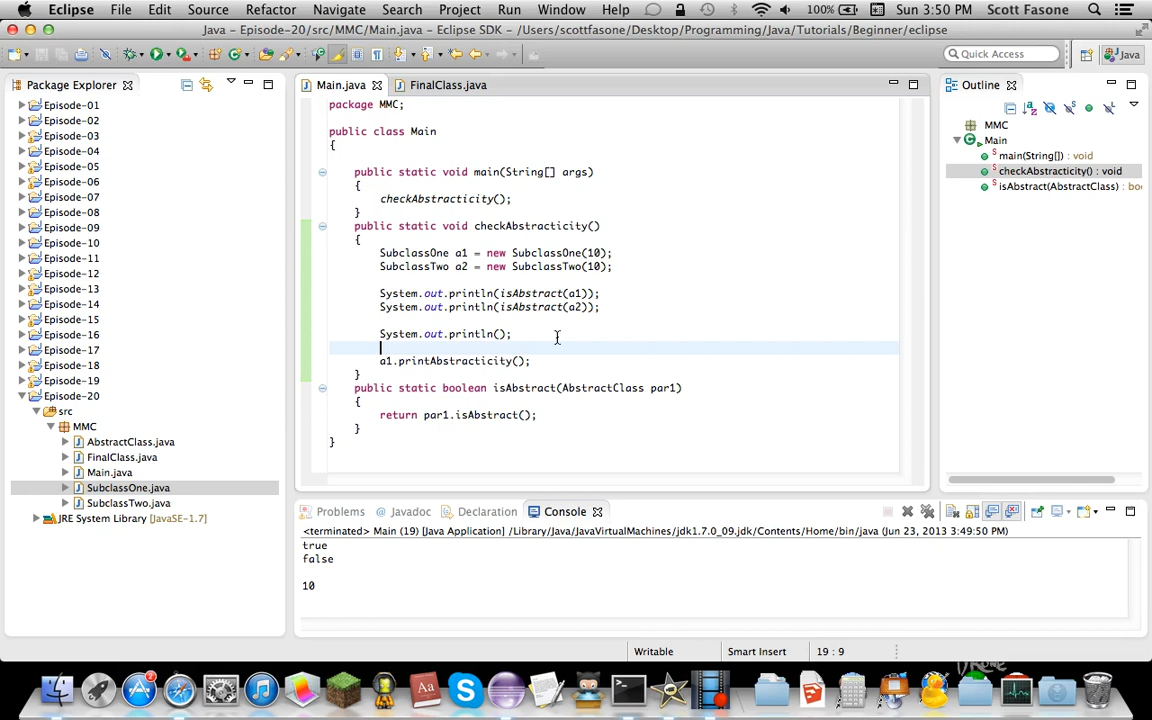 Eclipse File Edit Source Refactor Navigate Search Project Run Window Help 100% Sun 3:50 PM Scott Fasone
Java – Episode-20/src/MMC/Main.java – Eclipse SDK – /Users/scottfasone/Desktop/Programming/Java/Tutorials/Beginner/eclipse
Quick Access Java
Package Explorer
Episode-01
Episode-02
Episode-03
Episode-04
Episode-05
Episode-06
Episode-07
Episode-08
Episode-09
Episode-10
Episode-11
Episode-12
Episode-13
Episode-14
Episode-15
Episode-16
Episode-17
Episode-18
Episode-19
Episode-20
src
MMC
AbstractClass.java
FinalClass.java
Main.java
SubclassOne.java
SubclassTwo.java
JRE System Library [JavaSE-1.7]
Main.java FinalClass.java
package MMC;
public class Main
{
public static void main(String[] args)
{
checkAbstracticity();
}
public static void checkAbstracticity()
{
SubclassOne a1 = new SubclassOne(10);
SubclassTwo a2 = new SubclassTwo(10);
System.out.println(isAbstract(a1));
System.out.println(isAbstract(a2));
System.out.println();
a1.printAbstracticity();
}
public static boolean isAbstract(AbstractClass par1)
{
return par1.isAbstract();
}
}
Outline
MMC
Main
main(String[]) : void
checkAbstracticity() : void
isAbstract(AbstractClass) : boo
Problems Javadoc Declaration Console
<terminated> Main (19) [Java Application] /Library/Java/JavaVirtualMachines/jdk1.7.0_09.jdk/Contents/Home/bin/java (Jun 23, 2013 3:49:50 PM)
true
false
10
Writable Smart Insert 19 : 9
2
Aa